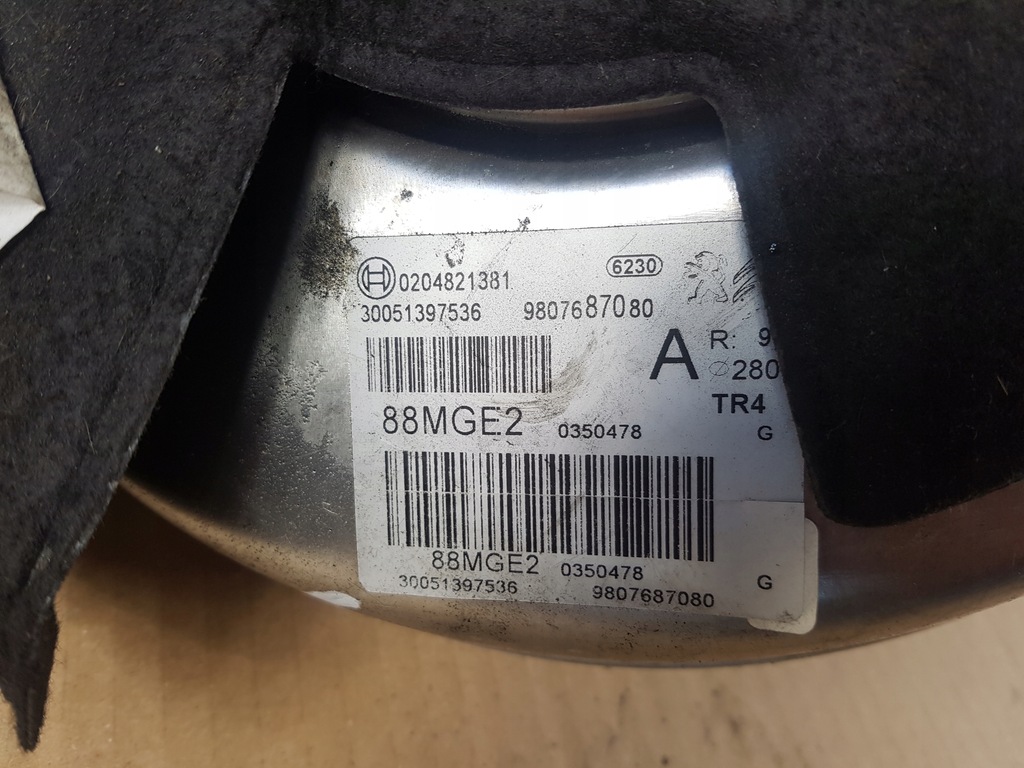 0204821381 6230
30051397536 9807687080
A R: 9
∅280
TR4
88MGE2 0350478 G
88MGE2 0350478
30051397536 9807687080 G